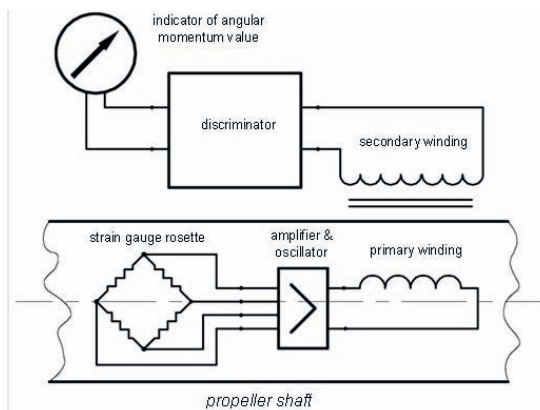 indicator of angular
momentum value
discriminator
secondary winding
strain gauge rosette
amplifier &
oscillator
primary winding
propeller shaft